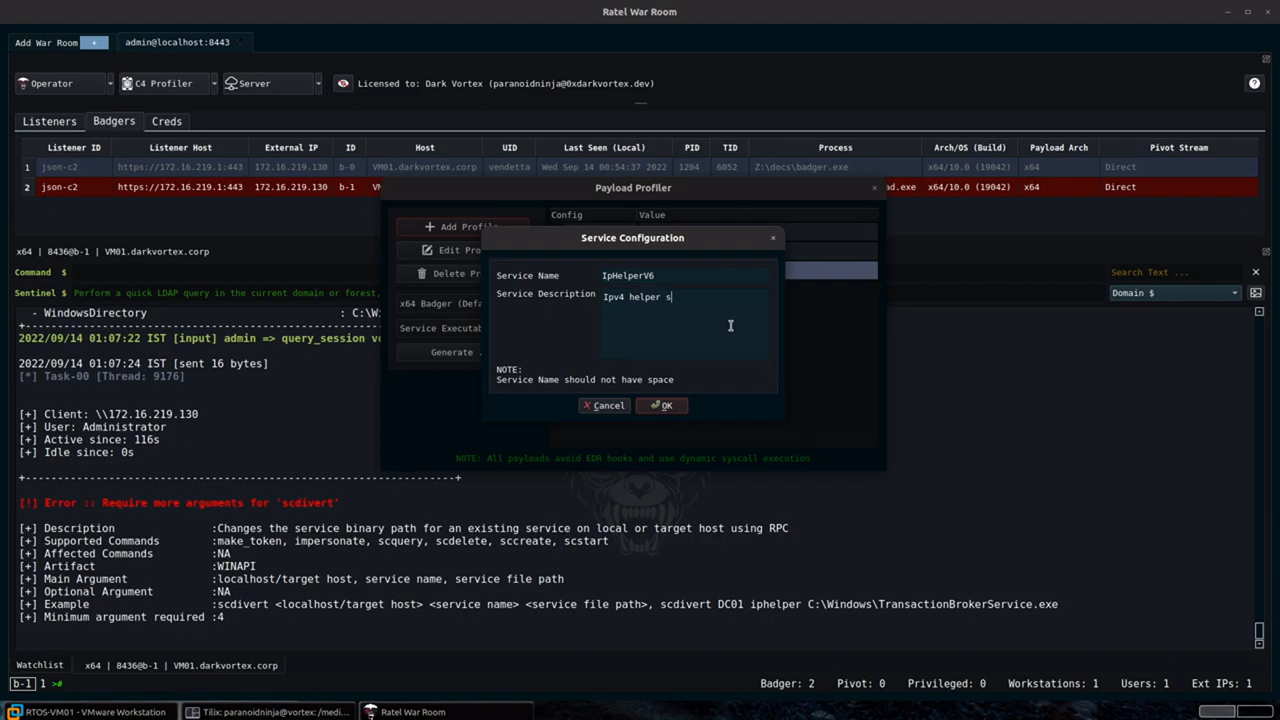 Ratel War Room
Add War Room + admin@localhost:8443
Operator C4 Profiler Server Licensed to: Dark Vortex (paranoidninja@0xdarkvortex.dev) ?
Listeners Badgers Creds
Listener ID Listener Host External IP ID Host UID Last Seen (Local) PID TID Process Arch/OS (Build) Payload Arch Pivot Stream
1 json-c2 https://172.16.219.1:443 172.16.219.130 b-0 VM01.darkvortex.corp vendetta Wed Sep 14 00:54:37 2022 1204 6052 Z:\docs\badger.exe x64/10.0 (19042) x64 Direct
2 json-c2 https://172.16.219.1:443 172.16.219.130 b-1 ad.exe x64/10.0 (19042) x64 Direct
Payload Profiler
Config Value
Add Profile
Edit Pro
Delete Pr
x64 Badger (Defa
Service Executab
Generate .
NOTE: All payloads avoid EDR hooks and use dynamic syscall execution
Service Configuration
Service Name IpHelperV6
Service Description Ipv4 helper s
NOTE:
Service Name should not have space
Cancel OK
x64 | 8436@b-1 | VM01.darkvortex.corp
Command $ Search Text ...
Sentinel $ Perform a quick LDAP query in the current domain or forest, Domain $
- WindowsDirectory : C:\Wi
2022/09/14 01:07:22 IST [input] admin => query_session v
2022/09/14 01:07:24 IST [sent 16 bytes]
[*] Task-00 [Thread: 9176]
[+] Client: \\172.16.219.130
[+] User: Administrator
[+] Active since: 116s
[+] Idle since: 0s
[!] Error :: Require more arguments for 'scdivert'
[+] Description :Changes the service binary path for an existing service on local or target host using RPC
[+] Supported Commands :make_token, impersonate, scquery, scdelete, sccreate, scstart
[+] Affected Commands :NA
[+] Artifact :WINAPI
[+] Main Argument :localhost/target host, service name, service file path
[+] Optional Argument :NA
[+] Example :scdivert <localhost/target host> <service name> <service file path>, scdivert DC01 iphelper C:\Windows\TransactionBrokerService.exe
[+] Minimum argument required :4
Watchlist x64 | 8436@b-1 | VM01.darkvortex.corp
b-1 1 ># Badger: 2 Pivot: 0 Privileged: 0 Workstations: 1 Users: 1 Ext IPs: 1
RTOS-VM01 - VMware Workstation Tilix: paranoidninja@vortex:/medi... Ratel War Room